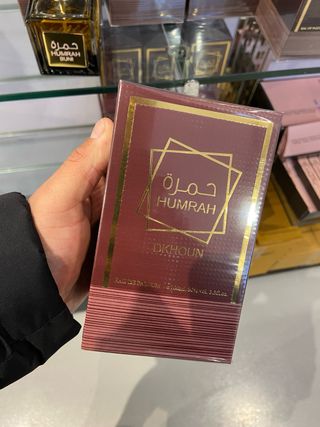 حمرة
HUMRAH
BUNI
حمرة
HUMRAH
DKHOUN
EAU DE PARFUM